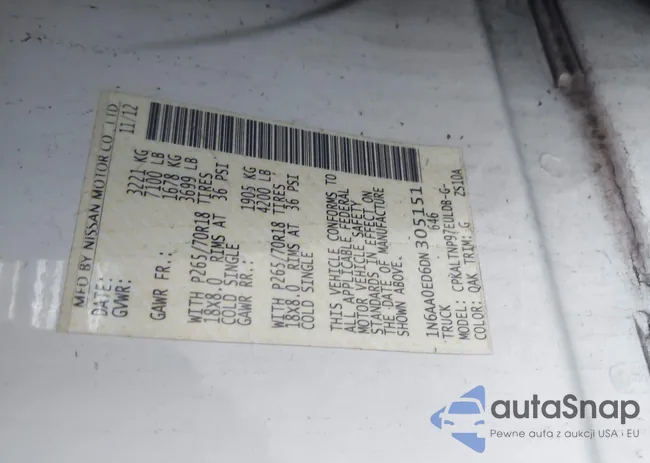 MFD BY NISSAN MOTOR CO., LTD
DATE: 11/12
GVWR: 3221 KG
7100 LB
GAWR FR.: 1678 KG
3699 LB
WITH P265/70R18 TIRES
18X8.0 RIMS AT 36 PSI
COLD SINGLE
GAWR RR.: 1905 KG
4200 LB
WITH P265/70R18 TIRES
18X8.0 RIMS AT 36 PSI
COLD SINGLE
THIS VEHICLE CONFORMS TO
ALL APPLICABLE FEDERAL
MOTOR VEHICLE SAFETY
STANDARDS IN EFFECT ON
THE DATE OF MANUFACTURE
SHOWN ABOVE.
1N6AA0ED6DN305151
TRUCK 646
MODEL: CPRALTNP97EULDB-G-
COLOR: QAK TRIM: G ZS1DA
autaSnap
Pewne auta z aukcji USA i EU